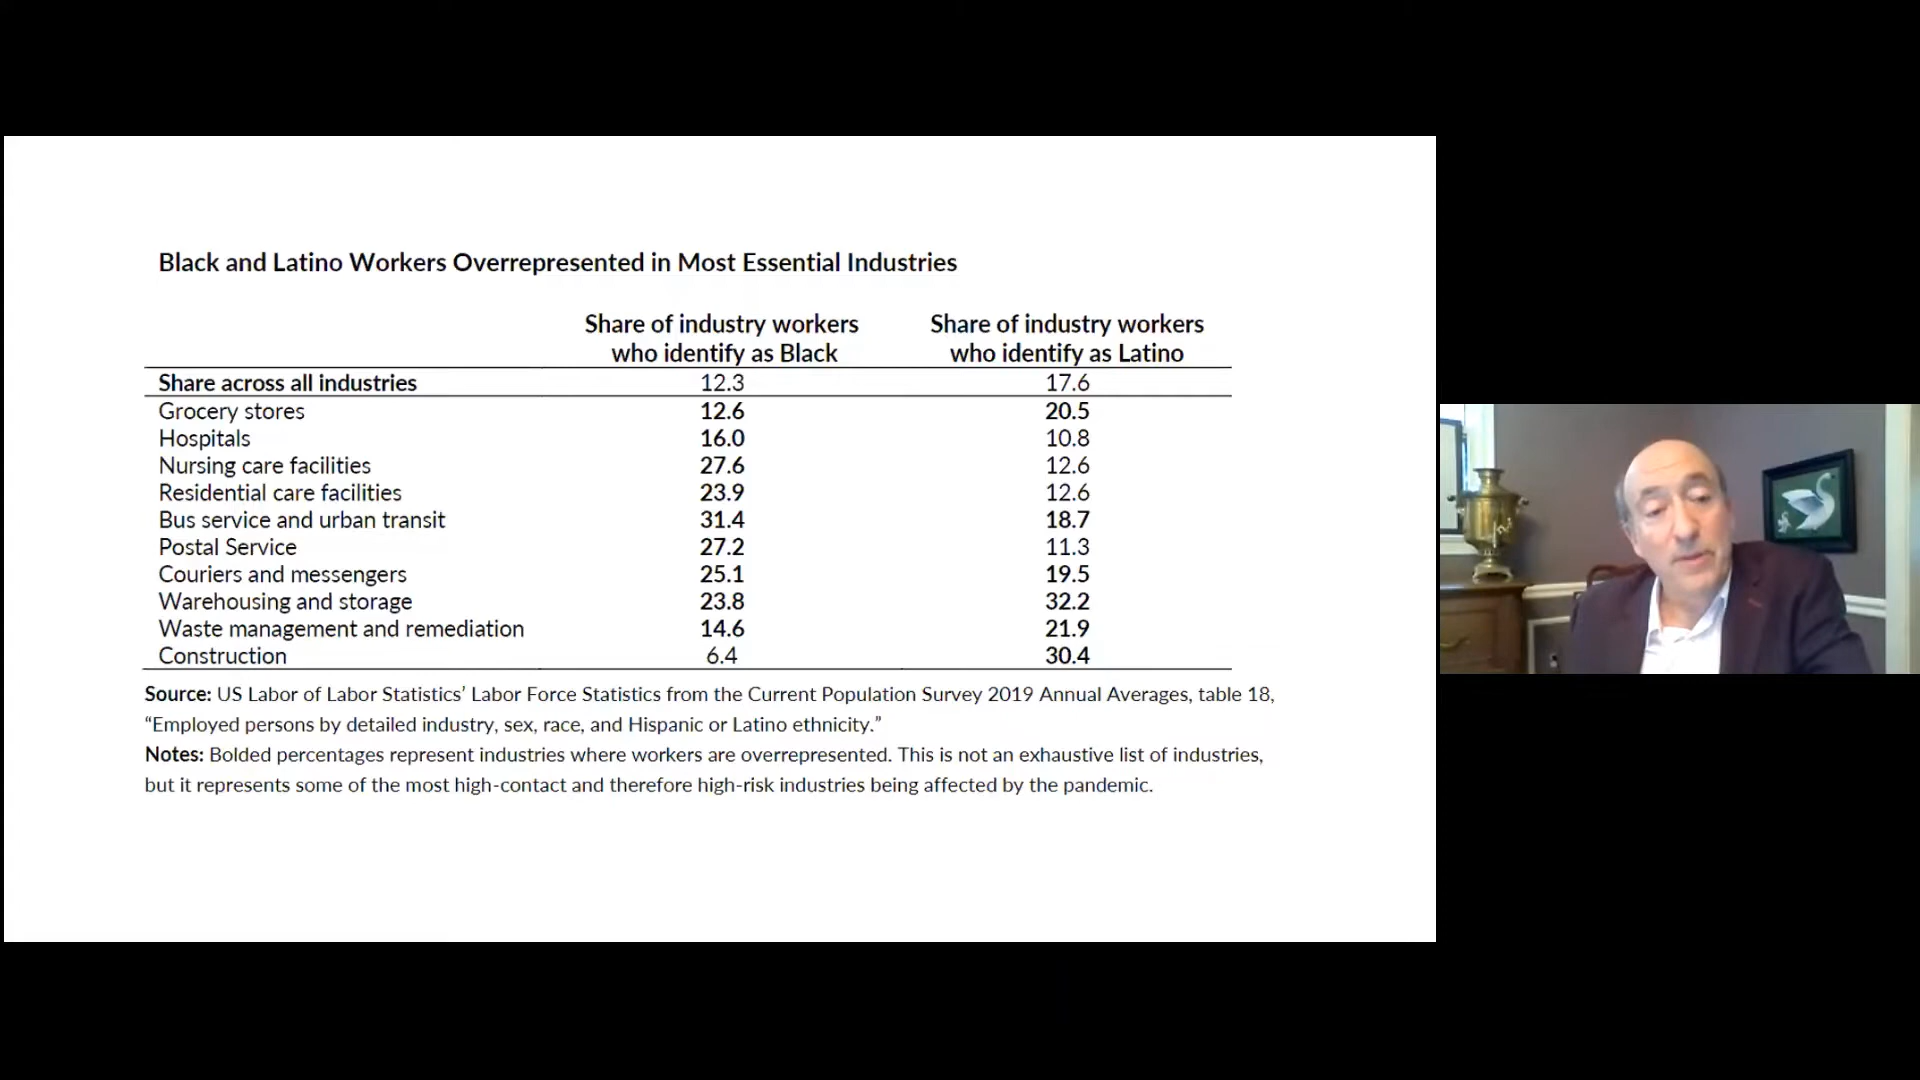 Black and Latino Workers Overrepresented in Most Essential Industries
Share of industry workers who identify as Black
Share of industry workers who identify as Latino
Share across all industries 12.3 17.6
Grocery stores 12.6 20.5
Hospitals 16.0 10.8
Nursing care facilities 27.6 12.6
Residential care facilities 23.9 12.6
Bus service and urban transit 31.4 18.7
Postal Service 27.2 11.3
Couriers and messengers 25.1 19.5
Warehousing and storage 23.8 32.2
Waste management and remediation 14.6 21.9
Construction 6.4 30.4
Source: US Labor of Labor Statistics’ Labor Force Statistics from the Current Population Survey 2019 Annual Averages, table 18,
“Employed persons by detailed industry, sex, race, and Hispanic or Latino ethnicity.”
Notes: Bolded percentages represent industries where workers are overrepresented. This is not an exhaustive list of industries,
but it represents some of the most high-contact and therefore high-risk industries being affected by the pandemic.